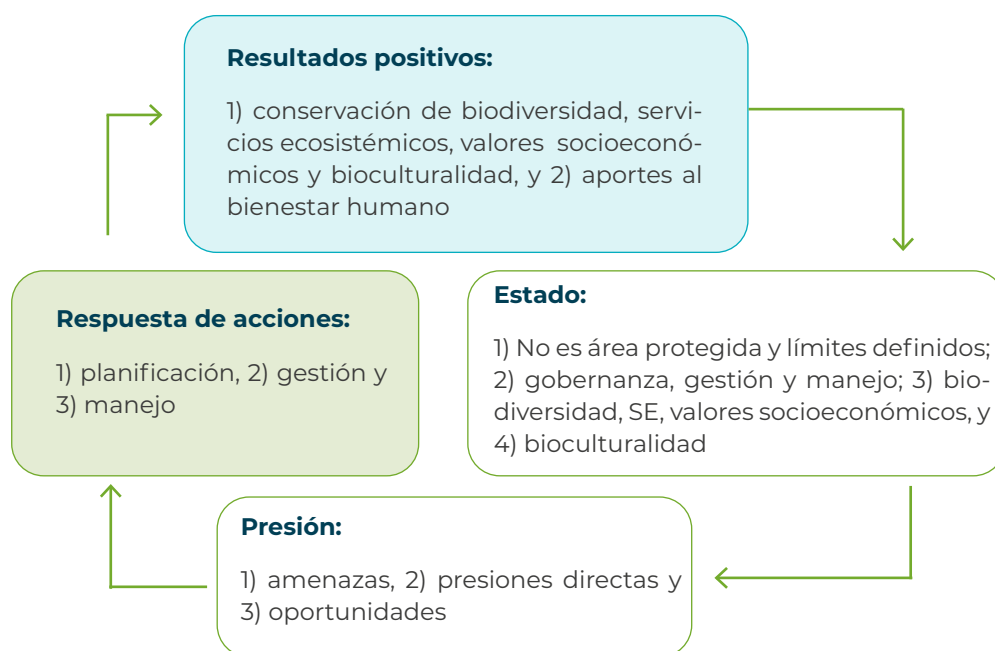 Resultados positivos:
1) conservación de biodiversidad, servi-
cios ecosistémicos, valores socioeconó-
micos y bioculturalidad, y 2) aportes al
bienestar humano
Estado:
1) No es área protegida y límites definidos;
2) gobernanza, gestión y manejo; 3) bio-
diversidad, SE, valores socioeconómicos, y
4) bioculturalidad
Presión:
1) amenazas, 2) presiones directas y
3) oportunidades
Respuesta de acciones:
1) planificación, 2) gestión y
3) manejo